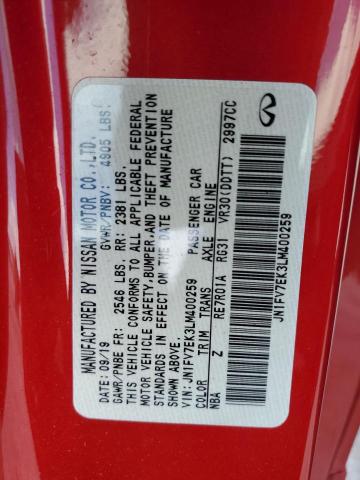 MANUFACTURED BY NISSAN MOTOR CO.,LTD.
DATE: 09/19 GVWR/PNBV: 4905 LBS.
GAWR/PNBE FR: 2546 LBS. RR: 2381 LBS.
THIS VEHICLE CONFORMS TO ALL APPLICABLE FEDERAL
MOTOR VEHICLE SAFETY,BUMPER,AND THEFT PREVENTION
STANDARDS IN EFFECT ON THE DATE OF MANUFACTURE
SHOWN ABOVE.
VIN: JN1FV7EK3LM400259 PASSENGER CAR
COLOR TRIM TRANS AXLE ENGINE
NBA Z RE7R01A RG31 VR30(DDTT) 2997CC
JN1FV7EK3LM400259